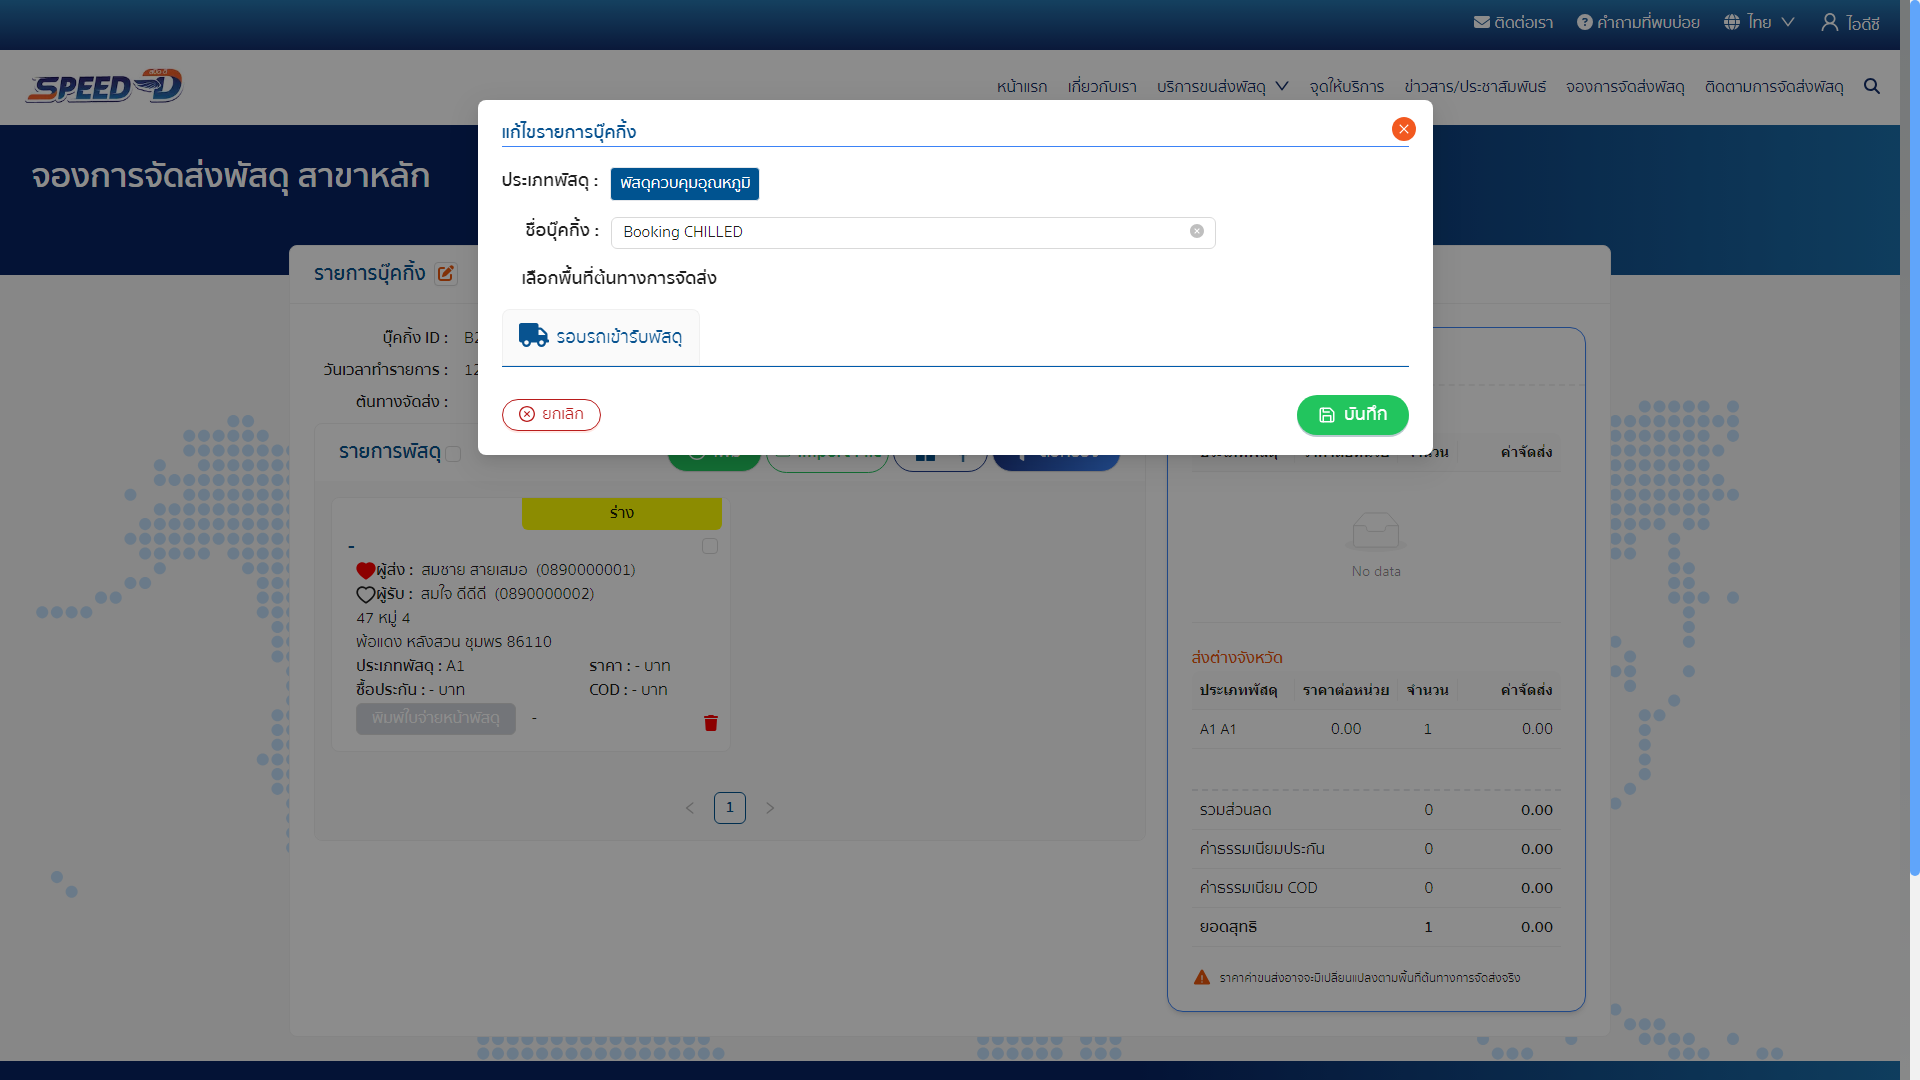 ติดต่อเรา คำถามที่พบบ่อย ไทย ไอดีซี
SPEED-D
หน้าแรก เกี่ยวกับเรา บริการขนส่งพัสดุ จุดให้บริการ ข่าวสาร/ประชาสัมพันธ์ จองการจัดส่งพัสดุ ติดตามการจัดส่งพัสดุ
จองการจัดส่งพัสดุ สาขาหลัก
แก้ไขรายการบุ๊คกิ้ง
ประเภทพัสดุ : พัสดุควบคุมอุณหภูมิ
ชื่อบุ๊คกิ้ง : Booking CHILLED
เลือกพื้นที่ต้นทางการจัดส่ง
รอบรถเข้ารับพัสดุ
ยกเลิก บันทึก
รายการบุ๊คกิ้ง
บุ๊คกิ้ง ID :
วันเวลาทำรายการ : 12
ต้นทางจัดส่ง :
รายการพัสดุ
ร่าง
-
ผู้ส่ง : สมชาย สายเสมอ (0890000001)
ผู้รับ : สมใจ ดีดีดี (0890000002)
47 หมู่ 4
พ้อแดง หลังสวน ชุมพร 86110
ประเภทพัสดุ : A1 ราคา : - บาท
ซื้อประกัน : - บาท COD : - บาท
พิมพ์ใบจ่ายหน้าพัสดุ -
1
ค่าจัดส่ง
No data
ส่งต่างจังหวัด
ประเภทพัสดุ ราคาต่อหน่วย จำนวน ค่าจัดส่ง
A1 A1 0.00 1 0.00
รวมส่วนลด 0 0.00
ค่าธรรมเนียมประกัน 0 0.00
ค่าธรรมเนียม COD 0 0.00
ยอดสุทธิ 1 0.00
ราคาค่าขนส่งอาจจะมีเปลี่ยนแปลงตามพื้นที่ต้นทางการจัดส่งจริง